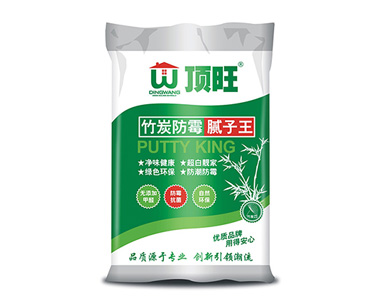 顶旺®
DINGWANG
竹炭防霉 腻子王
PUTTY KING
★净味健康 ★超白靓家
★绿色环保 ★防潮防霉
无添加
甲醛
防霉
抗菌
自然
环保
优质品牌
用得安心
品质源于专业 创新引领潮流